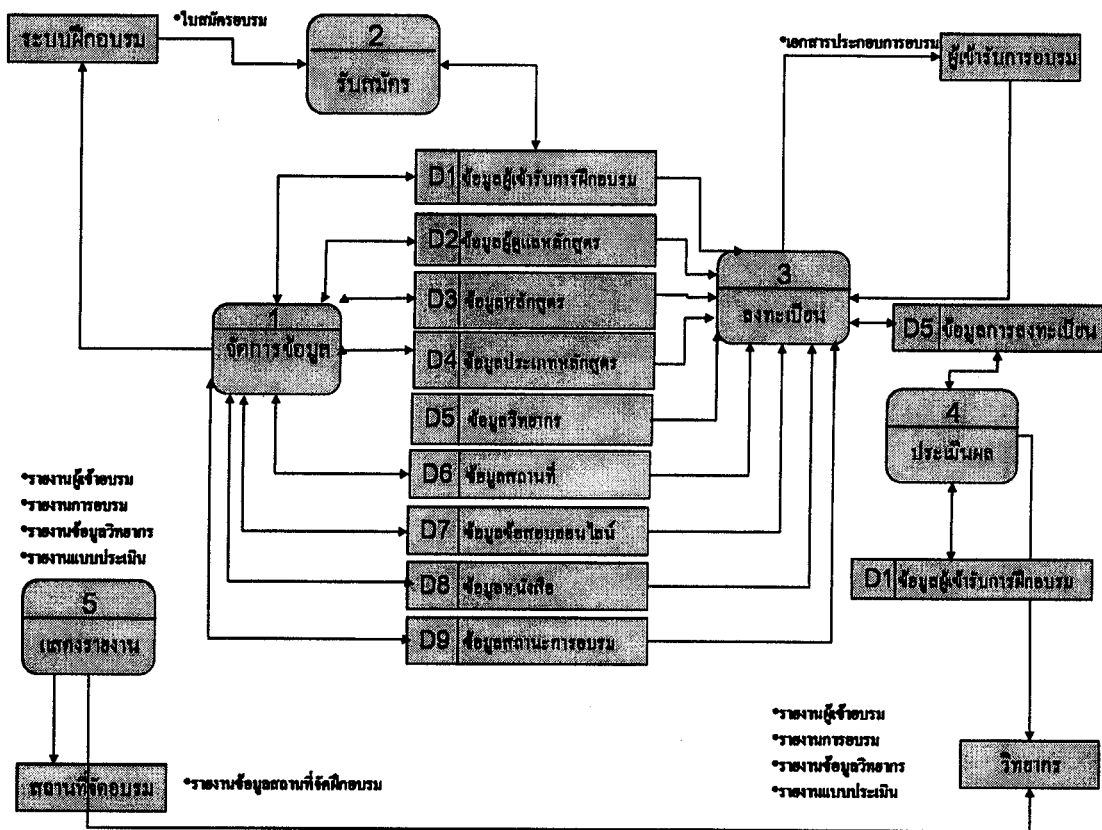 ระบบฝึกอบรม
*ใบสมัครอบรม
2
รับสมัคร
*เอกสารประกอบการอบรม
ผู้เข้ารับการอบรม
D1 ข้อมูลผู้เข้ารับการฝึกอบรม
D2 ข้อมูลผู้ดูแลหลักสูตร
D3 ข้อมูลหลักสูตร
D4 ข้อมูลประเภทหลักสูตร
D5 ข้อมูลวิทยากร
D6 ข้อมูลสถานที่
D7 ข้อมูลข้อสอบออนไลน์
D8 ข้อมูลหนังสือ
D9 ข้อมูลสถานะการอบรม
1
จัดการข้อมูล
3
ลงทะเบียน
D5 ข้อมูลการลงทะเบียน
4
ประเมินผล
D1 ข้อมูลผู้เข้ารับการฝึกอบรม
*รายงานผู้เข้าอบรม
*รายงานการอบรม
*รายงานข้อมูลวิทยากร
*รายงานแบบประเมิน
5
แสดงรายงาน
สถานที่จัดอบรม
*รายงานข้อมูลสถานที่จัดฝึกอบรม
*รายงานผู้เข้าอบรม
*รายงานการอบรม
*รายงานข้อมูลวิทยากร
*รายงานแบบประเมิน
วิทยากร